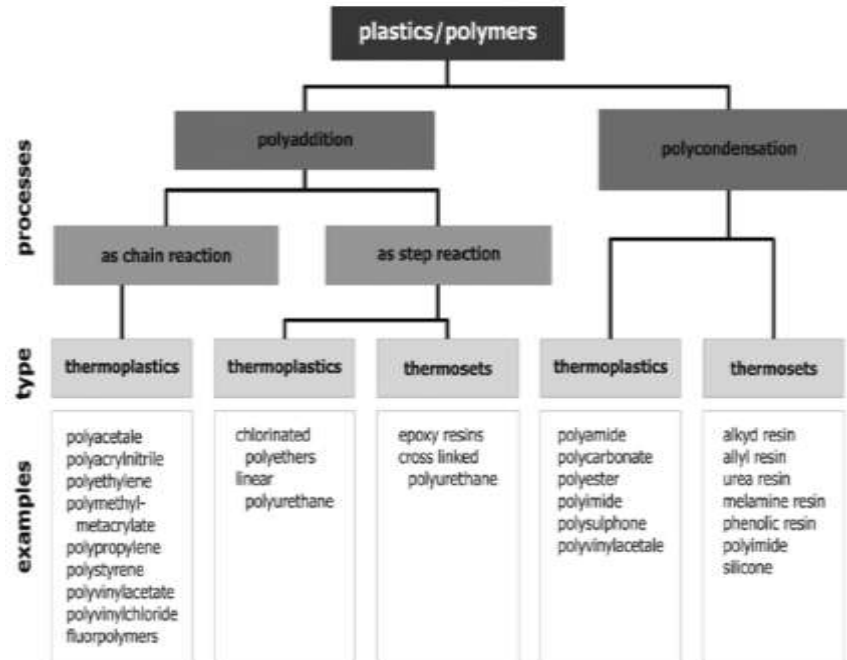 plastics/polymers
processes
polyaddition
polycondensation
as chain reaction
as step reaction
type
thermoplastics
thermoplastics
thermosets
thermoplastics
thermosets
examples
polyacetale
polyacrylnitrile
polyethylene
polymethyl-
metacrylate
polypropylene
polystyrene
polyvinylacetate
polyvinylchloride
fluorpolymers
chlorinated
polyethers
linear
polyurethane
epoxy resins
cross linked
polyurethane
polyamide
polycarbonate
polyester
polyimide
polysulphone
polyvinylacetale
alkyd resin
allyl resin
urea resin
melamine resin
phenolic resin
polyimide
silicone